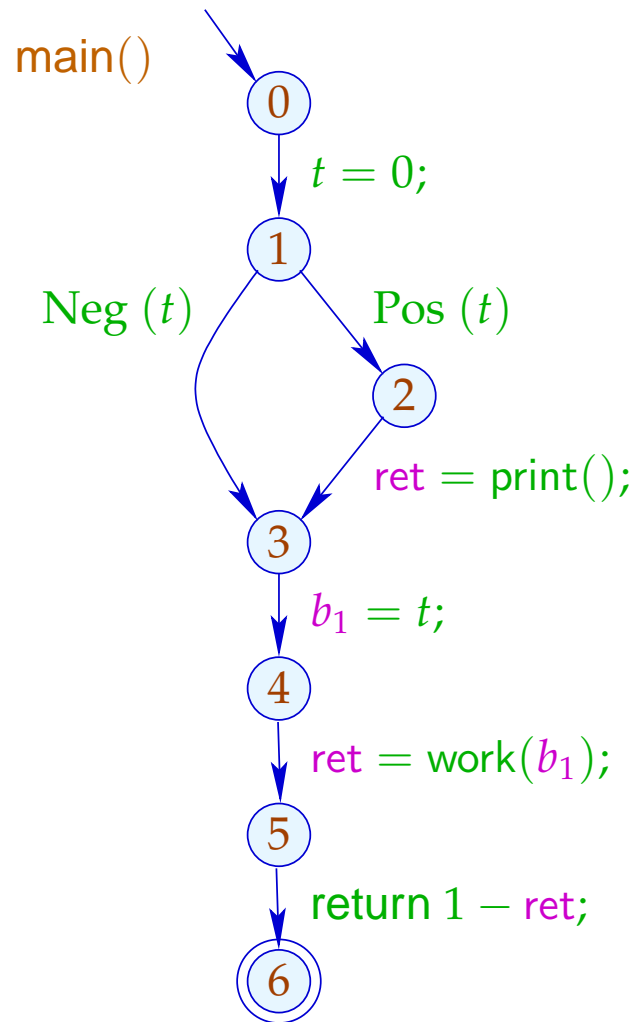 main()
0
t = 0;
1
Neg (t)
Pos (t)
2
ret = print();
3
b₁ = t;
4
ret = work(b₁);
5
return 1 − ret;
6